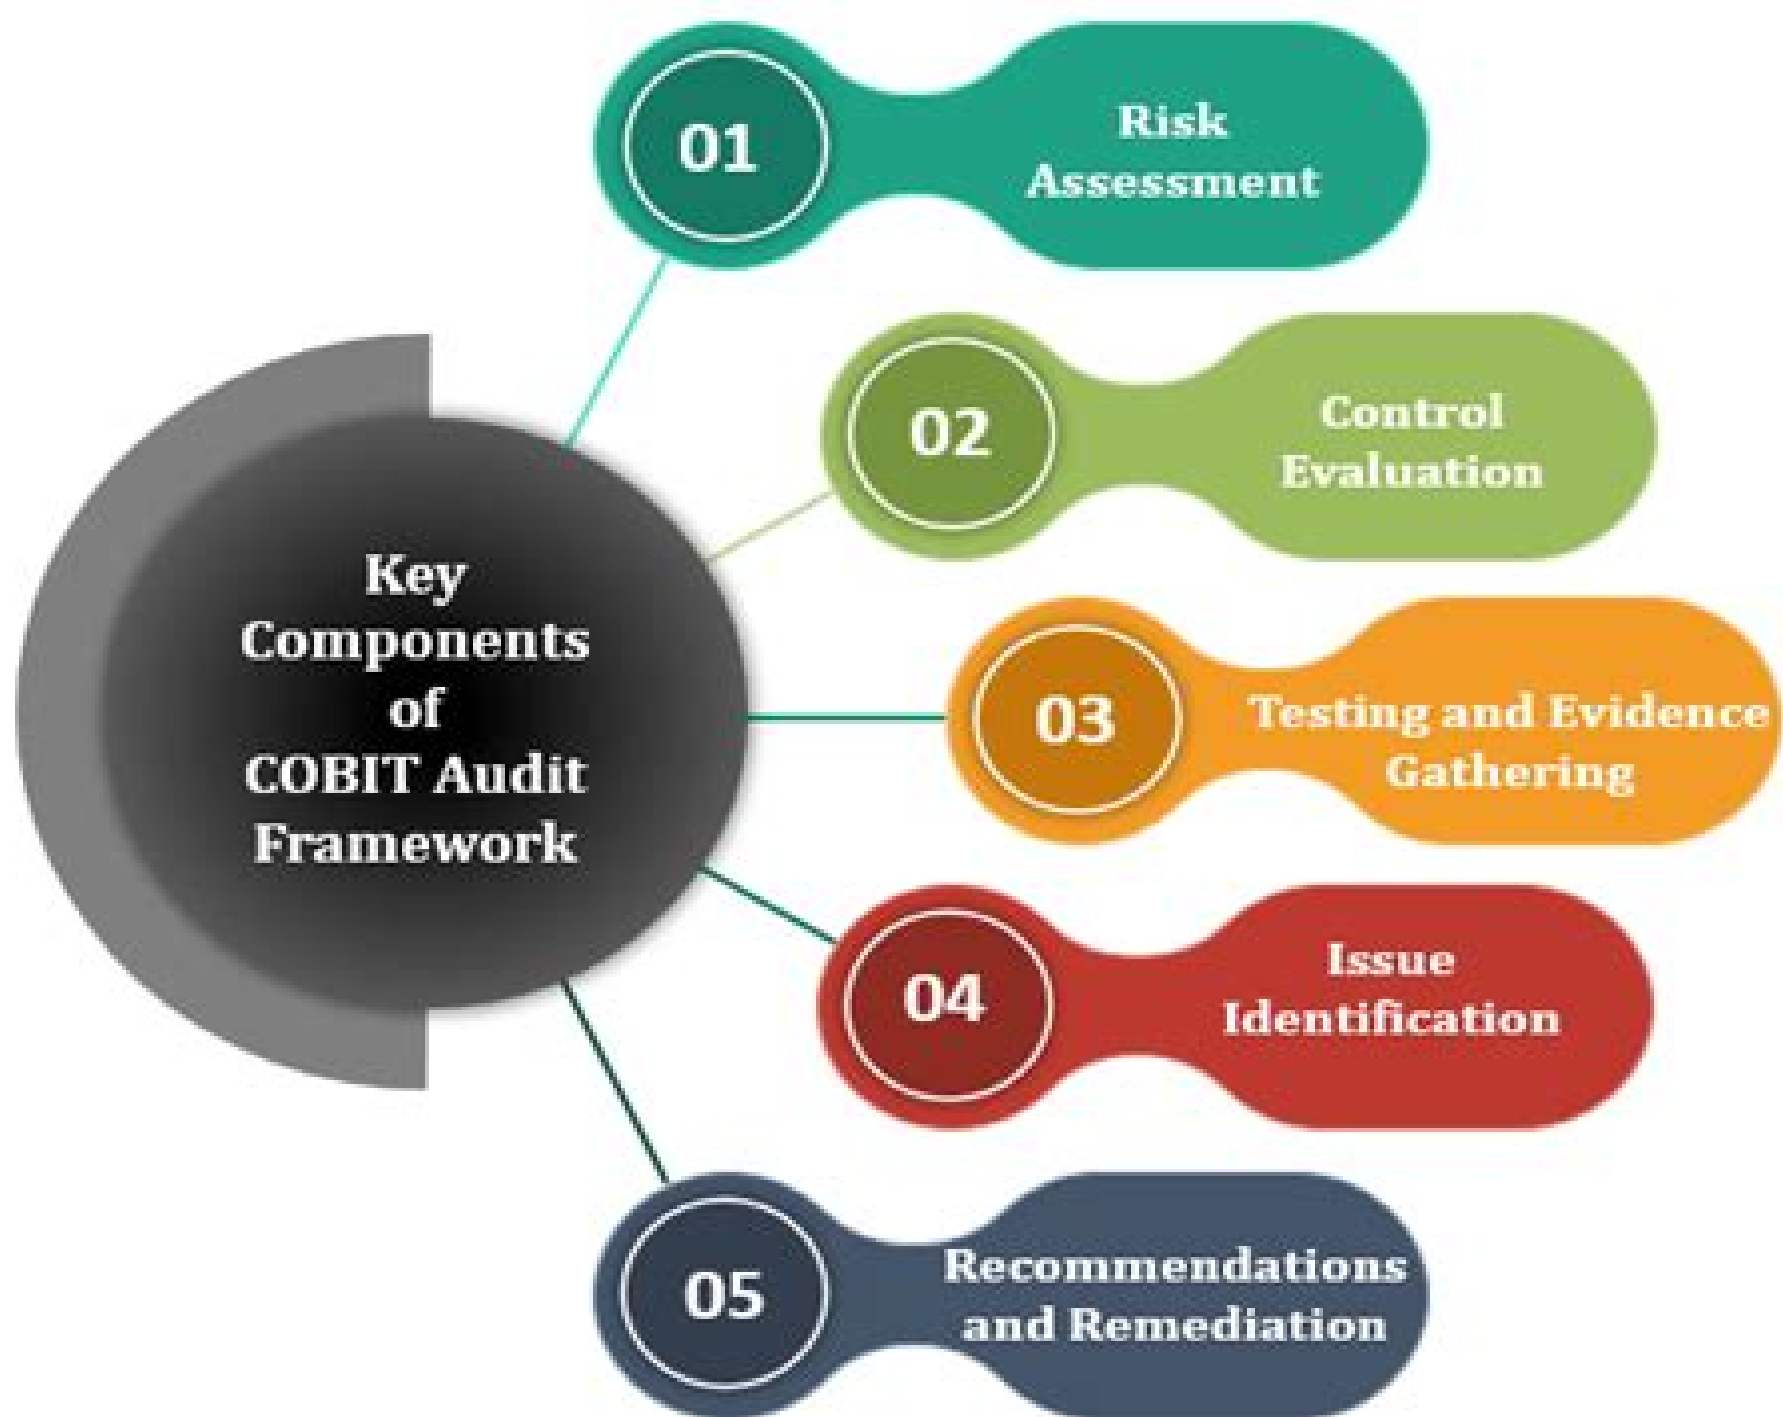 Key
Components
of
COBIT Audit
Framework
01
Risk
Assessment
02
Control
Evaluation
03
Testing and Evidence
Gathering
04
Issue
Identification
05
Recommendations
and Remediation